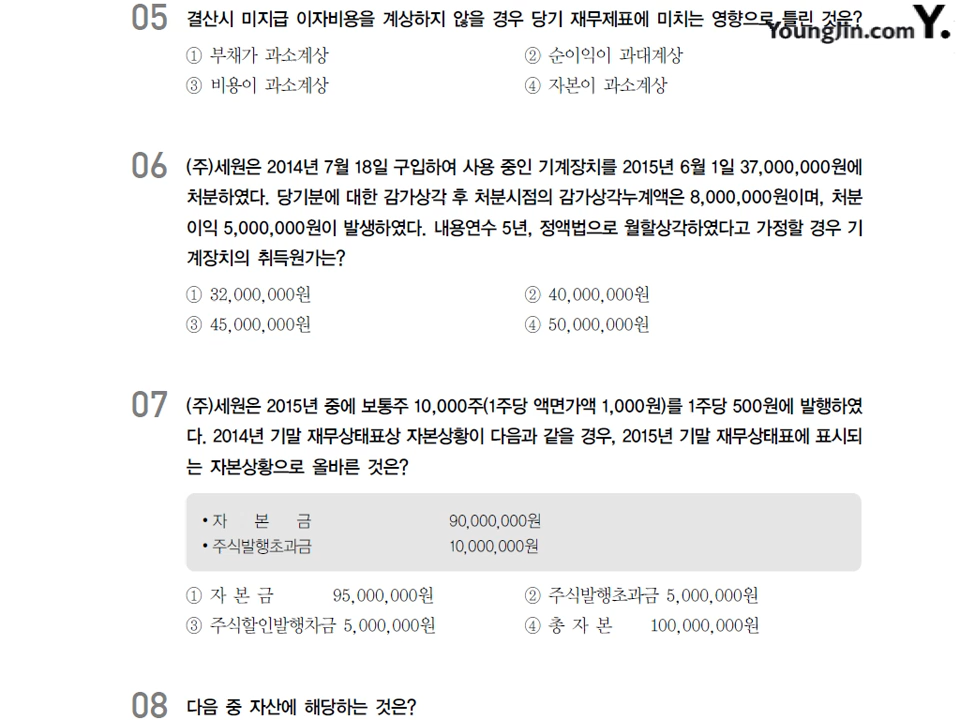 05 결산시 미지급 이자비용을 계상하지 않을 경우 당기 재무제표에 미치는 영향으로 틀린 것은?
YoungJin.com Y.
① 부채가 과소계상 ② 순이익이 과대계상
③ 비용이 과소계상 ④ 자본이 과소계상
06 (주)세원은 2014년 7월 18일 구입하여 사용 중인 기계장치를 2015년 6월 1일 37,000,000원에
처분하였다. 당기분에 대한 감가상각 후 처분시점의 감가상각누계액은 8,000,000원이며, 처분
이익 5,000,000원이 발생하였다. 내용연수 5년, 정액법으로 월할상각하였다고 가정할 경우 기
계장치의 취득원가는?
① 32,000,000원 ② 40,000,000원
③ 45,000,000원 ④ 50,000,000원
07 (주)세원은 2015년 중에 보통주 10,000주(1주당 액면가액 1,000원)를 1주당 500원에 발행하였
다. 2014년 기말 재무상태표상 자본상황이 다음과 같을 경우, 2015년 기말 재무상태표에 표시되
는 자본상황으로 올바른 것은?
• 자 본 금 90,000,000원
• 주식발행초과금 10,000,000원
① 자 본 금 95,000,000원 ② 주식발행초과금 5,000,000원
③ 주식할인발행차금 5,000,000원 ④ 총 자 본 100,000,000원
08 다음 중 자산에 해당하는 것은?